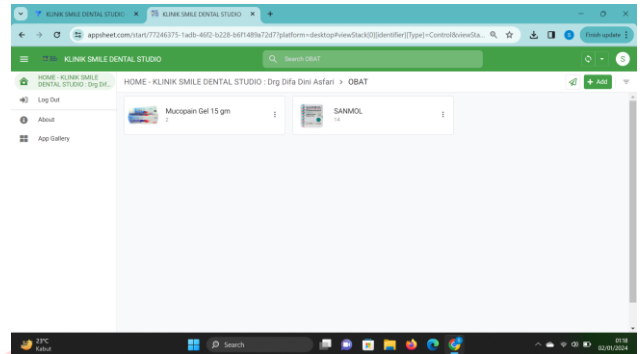 KLINIK SMILE DENTAL STUDIO
KLINIK SMILE DENTAL STUDIO
appsheet.com/start/77246375-1adb-46f2-b228-b6f1489a72d7?platform=desktop#viewStack[0][identifier][Type]=Control&viewSta...
Finish update
KLINIK SMILE DENTAL STUDIO
Search OBAT
S
HOME - KLINIK SMILE
DENTAL STUDIO : Drg Dif...
HOME - KLINIK SMILE DENTAL STUDIO : Drg Difa Dini Asfari > OBAT
+ Add
Log Out
About
App Gallery
Mucopain Gel 15 gm
SANMOL
14
23°C
Kabut
Search
01:18
02/01/2024